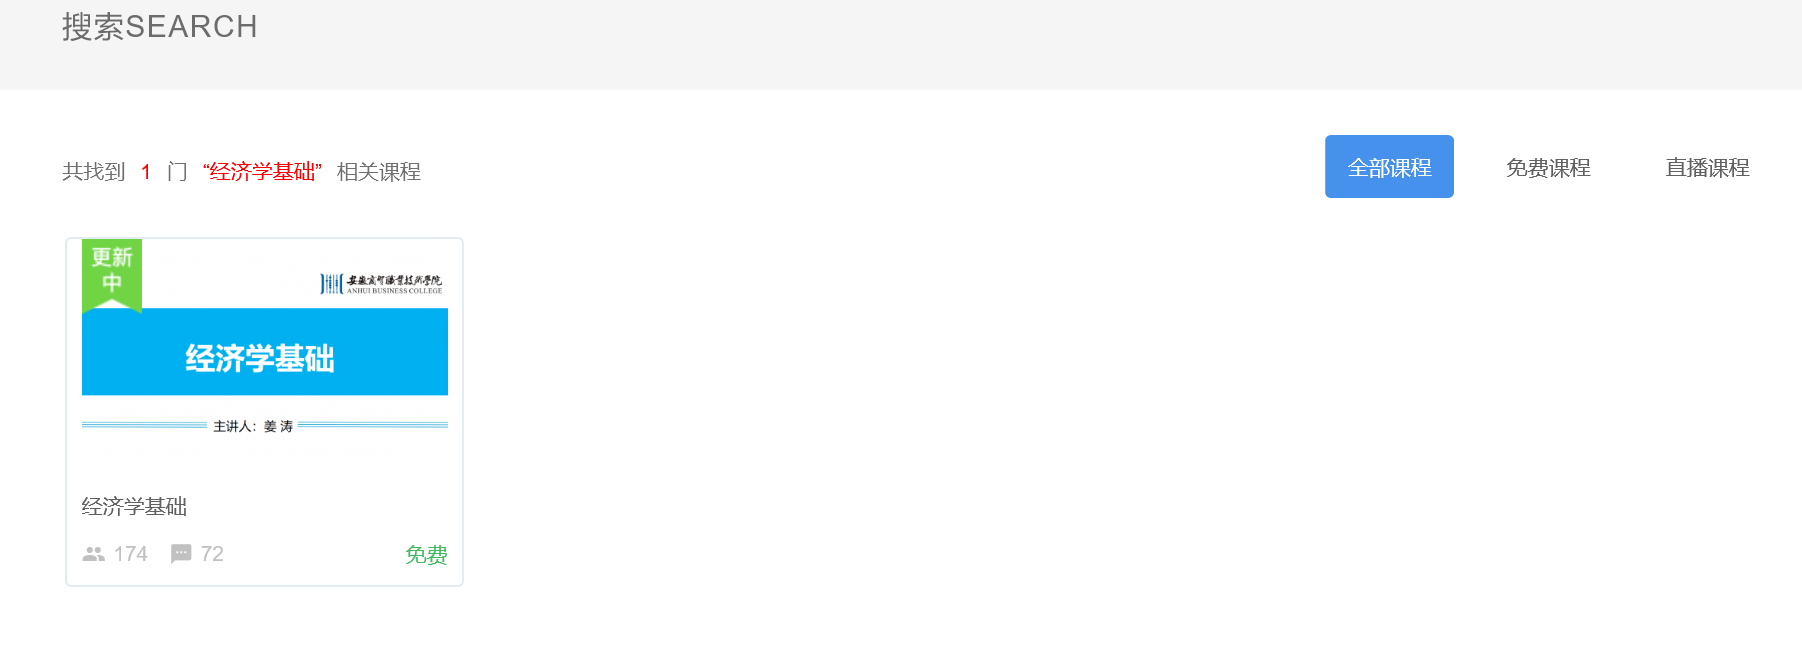 搜索SEARCH
共找到 1 门 “经济学基础” 相关课程
全部课程 免费课程 直播课程
更新
中
安徽商贸职业技术学院
ANHUI BUSINESS COLLEGE
经济学基础
主讲人：姜 涛
经济学基础
174 72 免费